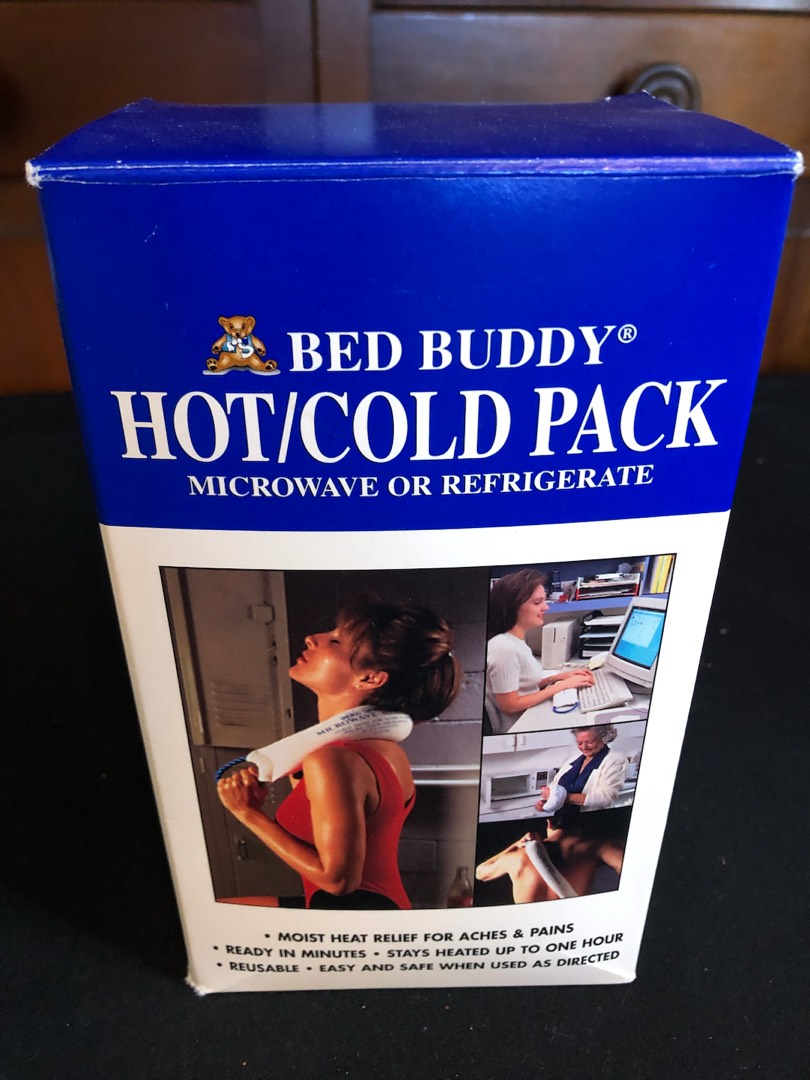 BED BUDDY®
HOT/COLD PACK
MICROWAVE OR REFRIGERATE
MICROWAVE
• MOIST HEAT RELIEF FOR ACHES & PAINS
• READY IN MINUTES • STAYS HEATED UP TO ONE HOUR
• REUSABLE • EASY AND SAFE WHEN USED AS DIRECTED